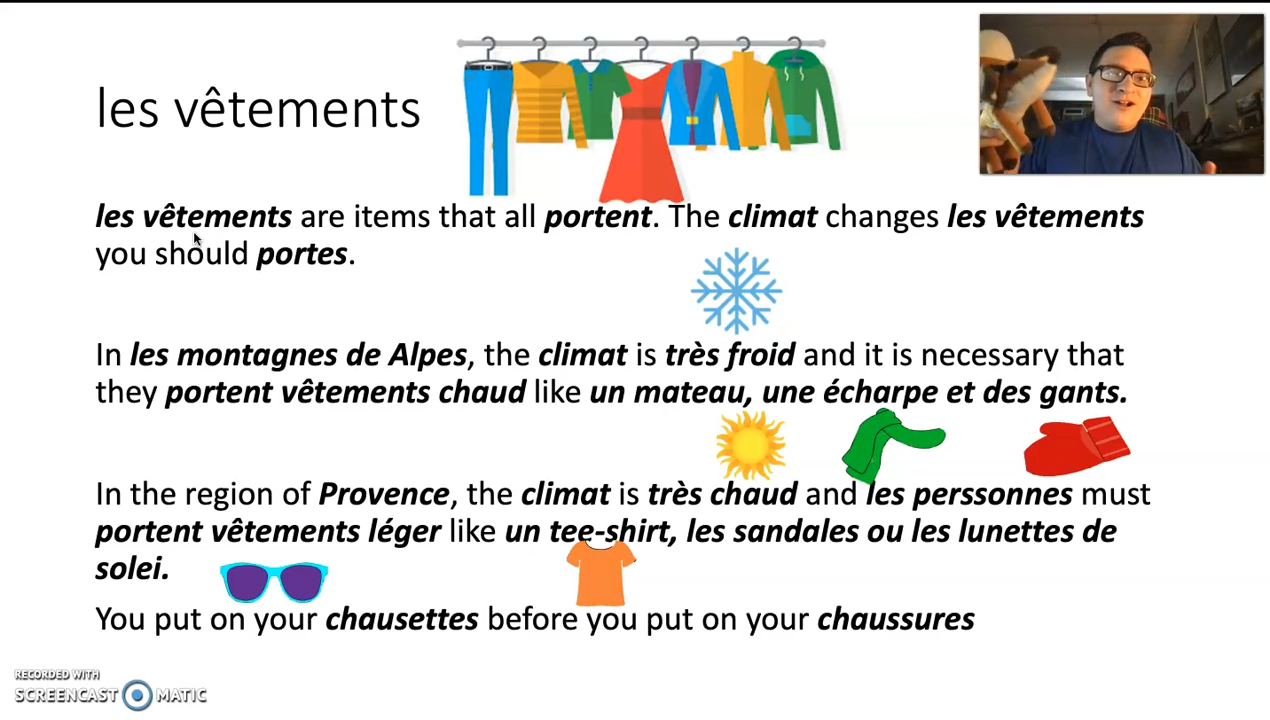 les vêtements
les vêtements are items that all portent. The climat changes les vêtements
you should portes.
In les montagnes de Alpes, the climat is très froid and it is necessary that
they portent vêtements chaud like un mateau, une écharpe et des gants.
In the region of Provence, the climat is très chaud and les perssonnes must
portent vêtements léger like un tee-shirt, les sandales ou les lunettes de
solei.
You put on your chausettes before you put on your chaussures
RECORDED WITH
SCREENCAST MATIC